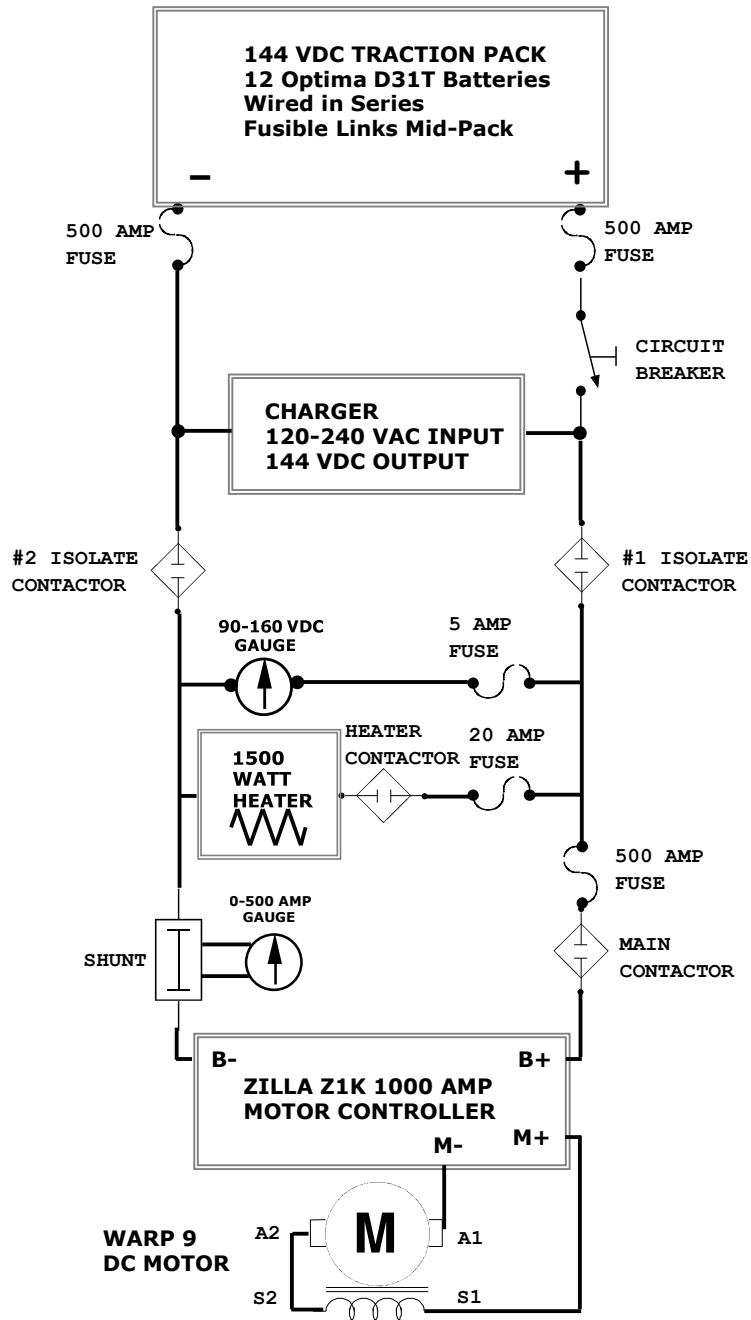 144 VDC TRACTION PACK
12 Optima D31T Batteries
Wired in Series
Fusible Links Mid-Pack
–
+
500 AMP
FUSE
500 AMP
FUSE
CIRCUIT
BREAKER
CHARGER
120-240 VAC INPUT
144 VDC OUTPUT
#2 ISOLATE
CONTACTOR
#1 ISOLATE
CONTACTOR
90-160 VDC
GAUGE
5 AMP
FUSE
HEATER
CONTACTOR
20 AMP
FUSE
1500
WATT
HEATER
500 AMP
FUSE
0-500 AMP
GAUGE
SHUNT
MAIN
CONTACTOR
B-
B+
ZILLA Z1K 1000 AMP
MOTOR CONTROLLER
M+
M-
WARP 9
DC MOTOR
A2
M
A1
S2
S1